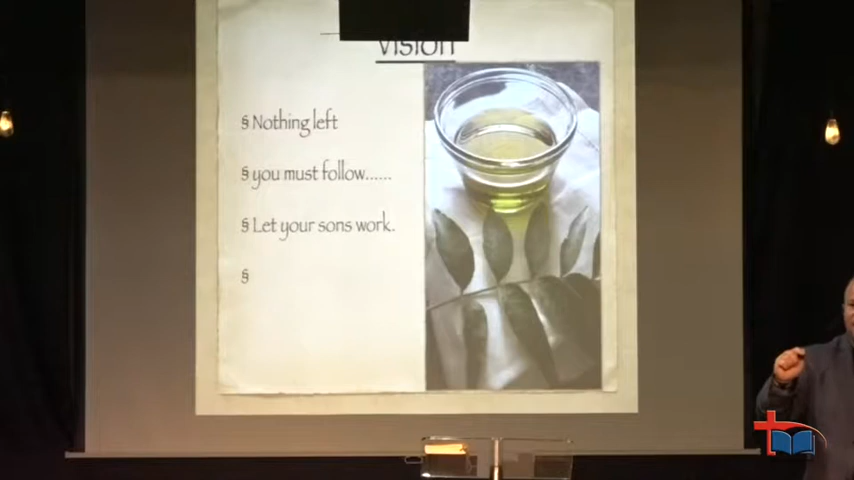 vision
§ Nothing left
§ you must follow......
§ Let your sons work.
§